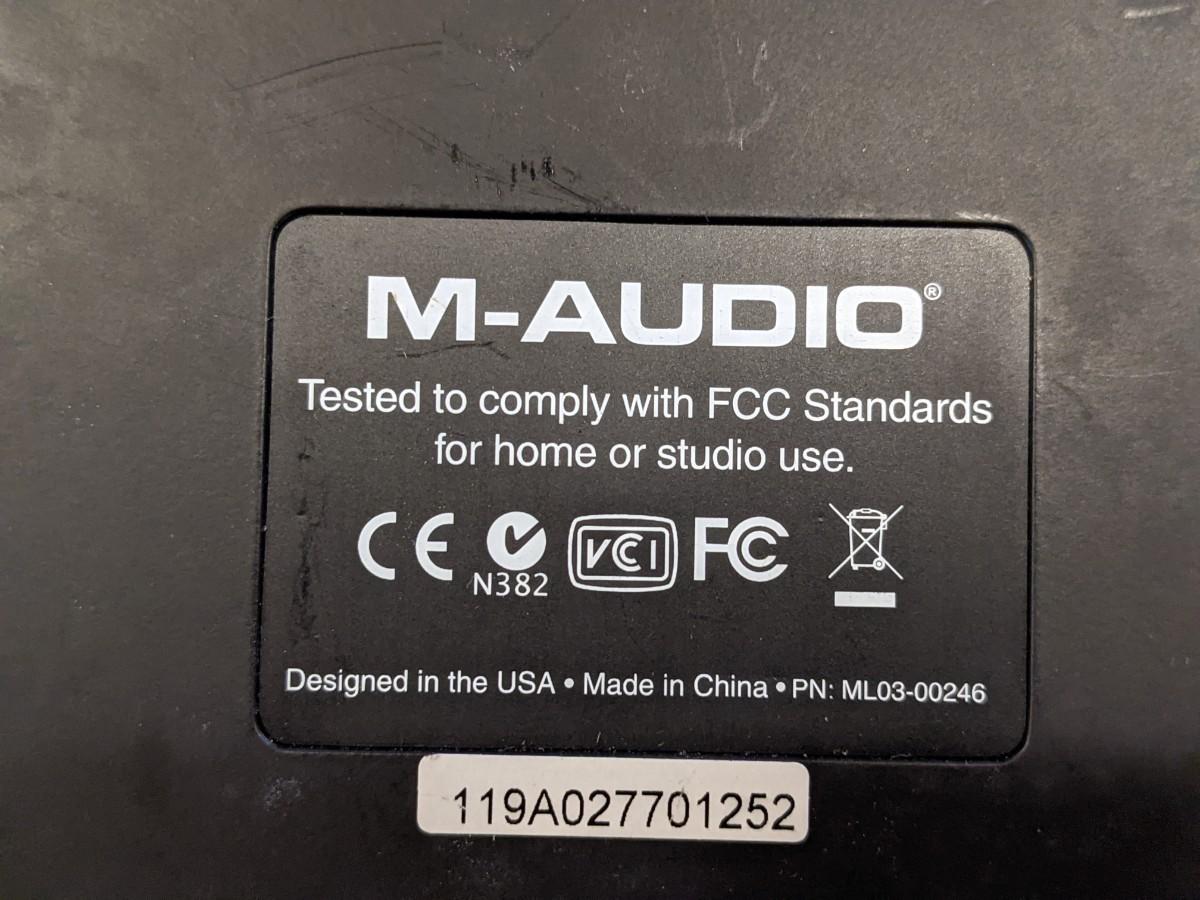 M-AUDIO®
Tested to comply with FCC Standards
for home or studio use.
CE N382 VCI FC
Designed in the USA • Made in China • PN: ML03-00246
119A027701252